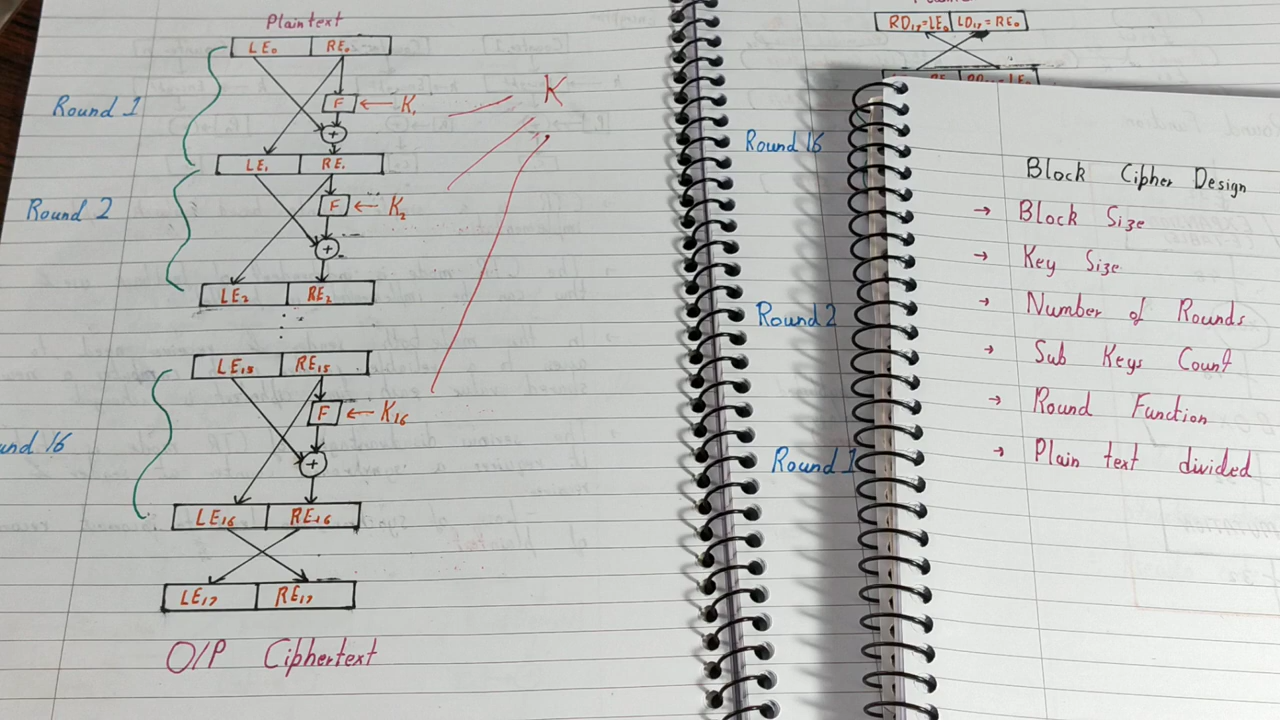 Plaintext
LE₀ RE₀
Round 1
F ← K₁
K
+
LE₁ RE₁
Round 2
F ← K₂
+
LE₂ RE₂
LE₁₅ RE₁₅
und 16
F ← K₁₆
+
LE₁₆ RE₁₆
LE₁₇ RE₁₇
O/P Ciphertext
RD₁₇=LE₀ LD₁₇=RE₀
Round 16
Round 2
Round 1
Block Cipher Design
→ Block Size
→ Key Size
→ Number of Rounds
→ Sub Keys Count
→ Round Function
→ Plain text divided